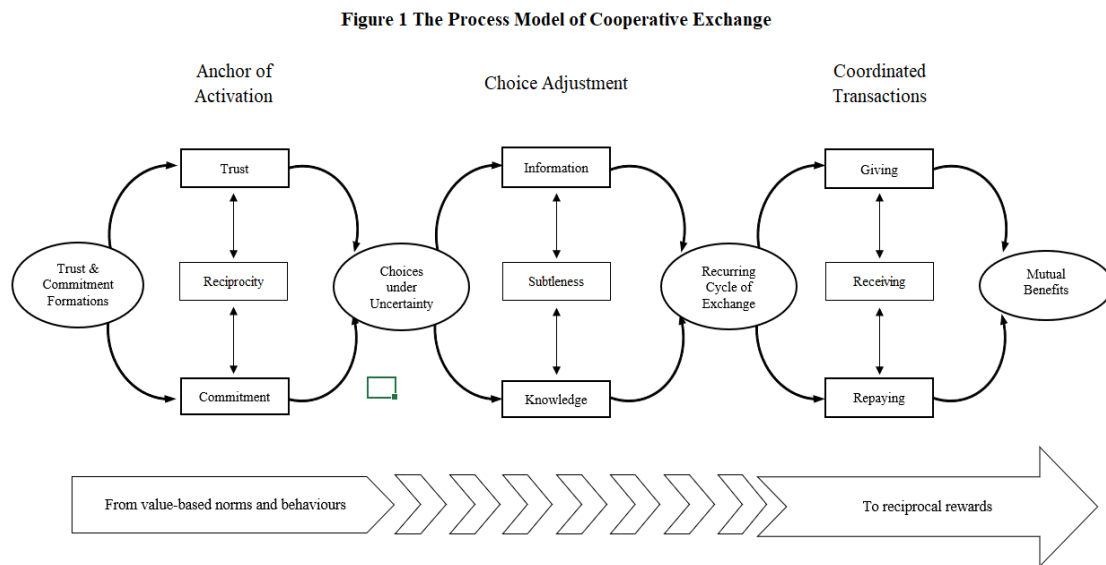 Figure 1 The Process Model of Cooperative Exchange
Anchor of
Activation
Choice Adjustment
Coordinated
Transactions
Trust
Information
Giving
Trust &
Commitment
Formations
Reciprocity
Choices
under
Uncertainty
Subtleness
Recurring
Cycle of
Exchange
Receiving
Mutual
Benefits
Commitment
Knowledge
Repaying
From value-based norms and behaviours
To reciprocal rewards